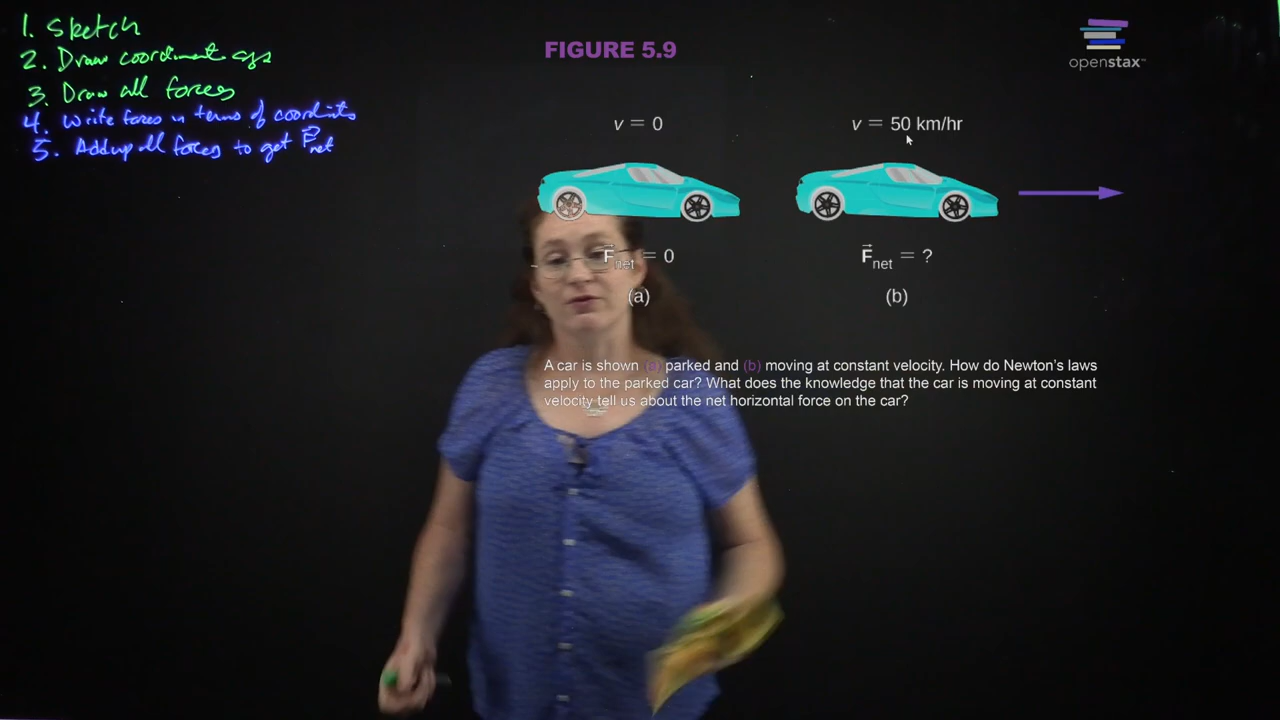 1. Sketch
2. Draw coordinate sys
3. Draw all forces
4. Write forces in terms of coordinats
5. Add up all forces to get F net
FIGURE 5.9
openstax™
v = 0
v = 50 km/hr
F⃗net = 0
F⃗net = ?
(a)
(b)
A car is shown (a) parked and (b) moving at constant velocity. How do Newton's laws
apply to the parked car? What does the knowledge that the car is moving at constant
velocity tell us about the net horizontal force on the car?